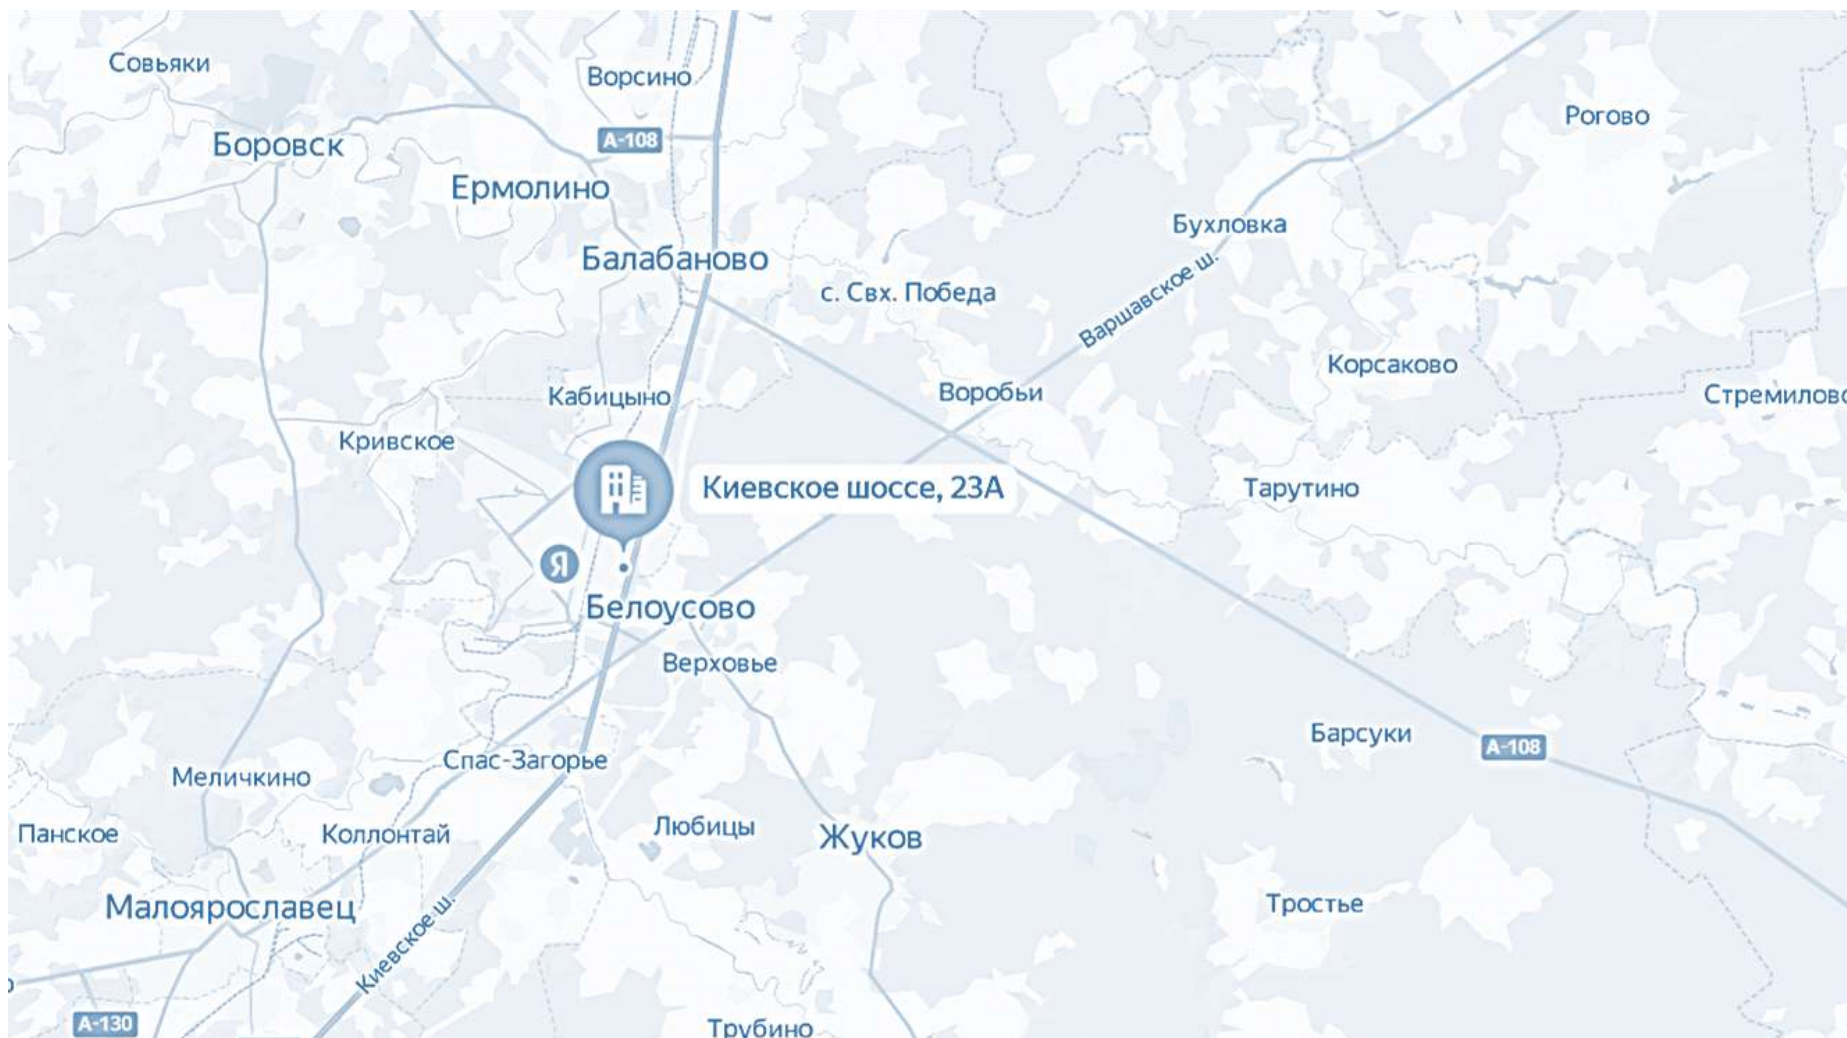 Совьяки
Ворсино
Рогово
А-108
Боровск
Ермолино
Бухловка
Балабаново
Варшавское ш.
с. Свх. Победа
Корсаково
Воробьи
Стремилово
Кабицыно
Кривское
Киевское шоссе, 23А
Тарутино
Я
Белоусово
Верховье
Барсуки
А-108
Спас-Загорье
Меличкино
Панское
Коллонтай
Любицы
Жуков
Малоярославец
Тростье
Киевское ш.
А-130
Трубино